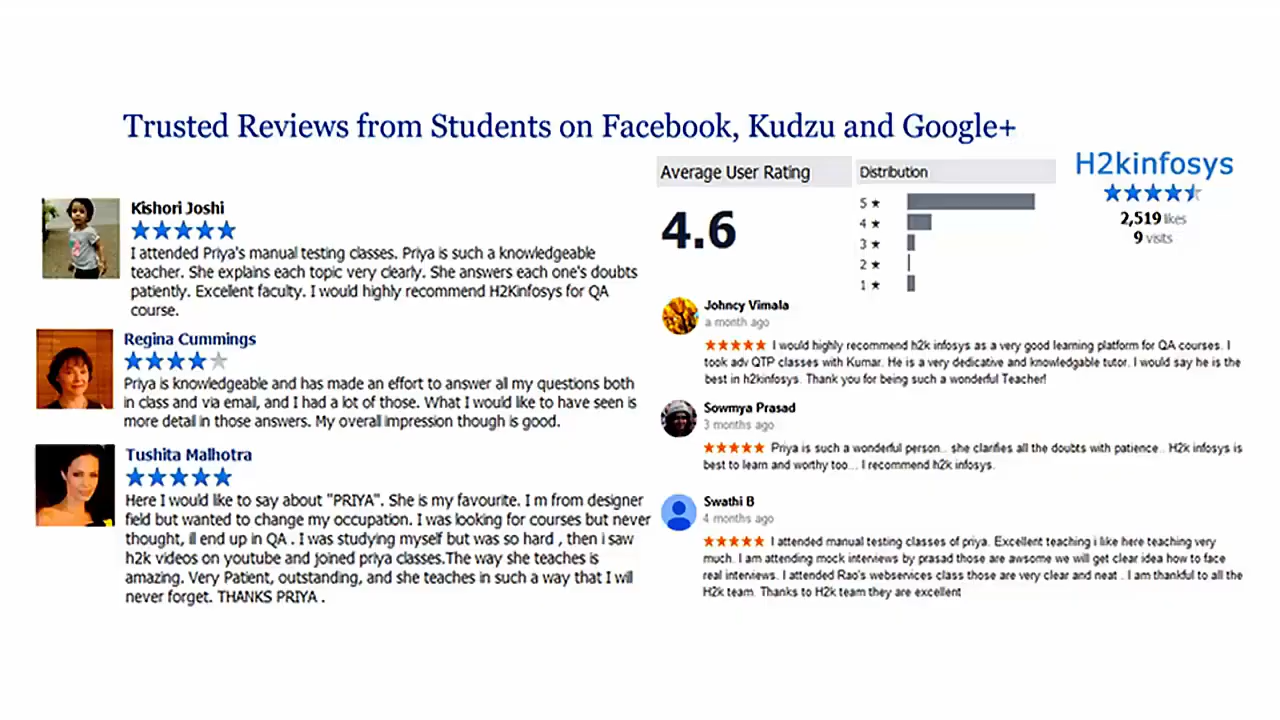 Trusted Reviews from Students on Facebook, Kudzu and Google+
Kishori Joshi
I attended Priya's manual testing classes. Priya is such a knowledgeable
teacher. She explains each topic very clearly. She answers each one's doubts
patiently. Excellent faculty. I would highly recommend H2Kinfosys for QA
course.
Regina Cummings
Priya is knowledgeable and has made an effort to answer all my questions both
in class and via email, and I had a lot of those. What I would like to have seen is
more detail in those answers. My overall impression though is good.
Tushita Malhotra
Here I would like to say about "PRIYA". She is my favourite. I m from designer
field but wanted to change my occupation. I was looking for courses but never
thought, ill end up in QA . I was studying myself but was so hard , then i saw
h2k videos on youtube and joined priya classes.The way she teaches is
amazing. Very Patient, outstanding, and she teaches in such a way that I will
never forget. THANKS PRIYA .
Average User Rating
4.6
Distribution
5 ★
4 ★
3 ★
2 ★
1 ★
H2kinfosys
2,519 likes
9 visits
Johncy Vimala
a month ago
I would highly recommend h2k infosys as a very good learning platform for QA courses. I
took adv QTP classes with Kumar. He is a very dedicative and knowledgable tutor. I would say he is the
best in h2kinfosys. Thank you for being such a wonderful Teacher!
Sowmya Prasad
3 months ago
Priya is such a wonderful person.. she clarifies all the doubts with patience.. H2k infosys is
best to learn and worthy too... I recommend h2k infosys.
Swathi B
4 months ago
I attended manual testing classes of priya. Excellent teaching i like here teaching very
much. I am attending mock interviews by prasad those are awsome we will get clear idea how to face
real interviews. I attended Rao's webservices class those are very clear and neat . I am thankful to all the
H2k team. Thanks to H2k team they are excellent